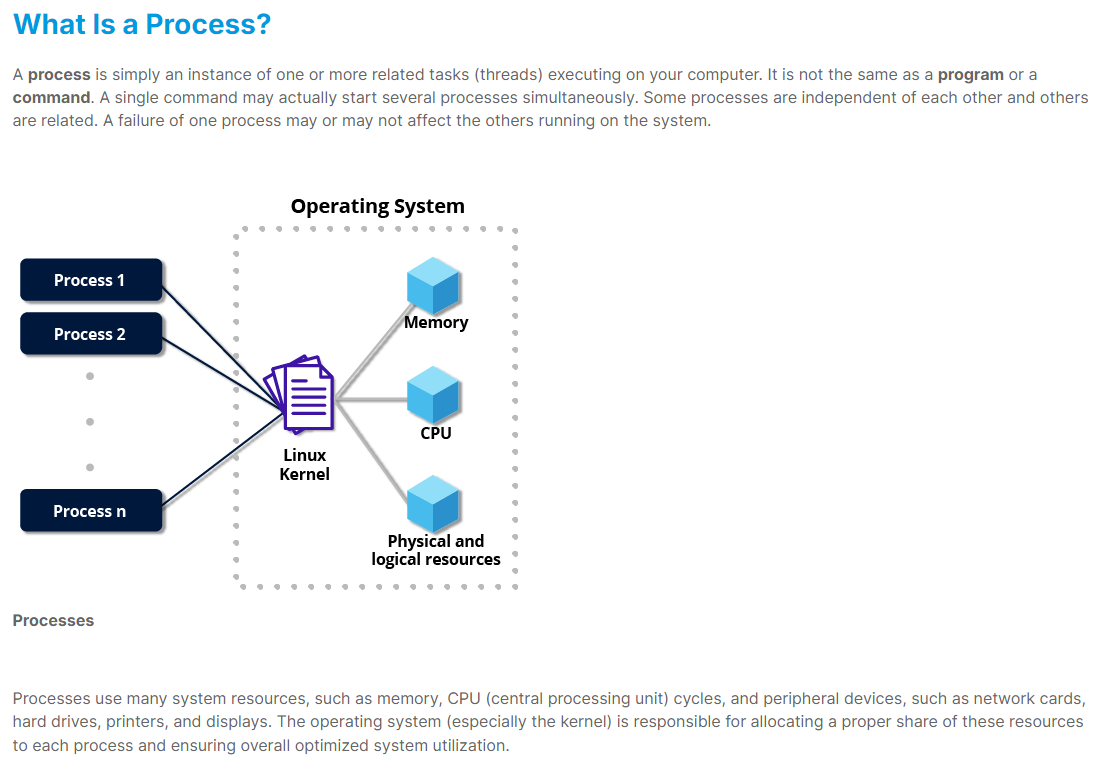 What Is a Process?
A process is simply an instance of one or more related tasks (threads) executing on your computer. It is not the same as a program or a
command. A single command may actually start several processes simultaneously. Some processes are independent of each other and others
are related. A failure of one process may or may not affect the others running on the system.
Operating System
Process 1
Process 2
Process n
Linux
Kernel
Memory
CPU
Physical and
logical resources
Processes
Processes use many system resources, such as memory, CPU (central processing unit) cycles, and peripheral devices, such as network cards,
hard drives, printers, and displays. The operating system (especially the kernel) is responsible for allocating a proper share of these resources
to each process and ensuring overall optimized system utilization.